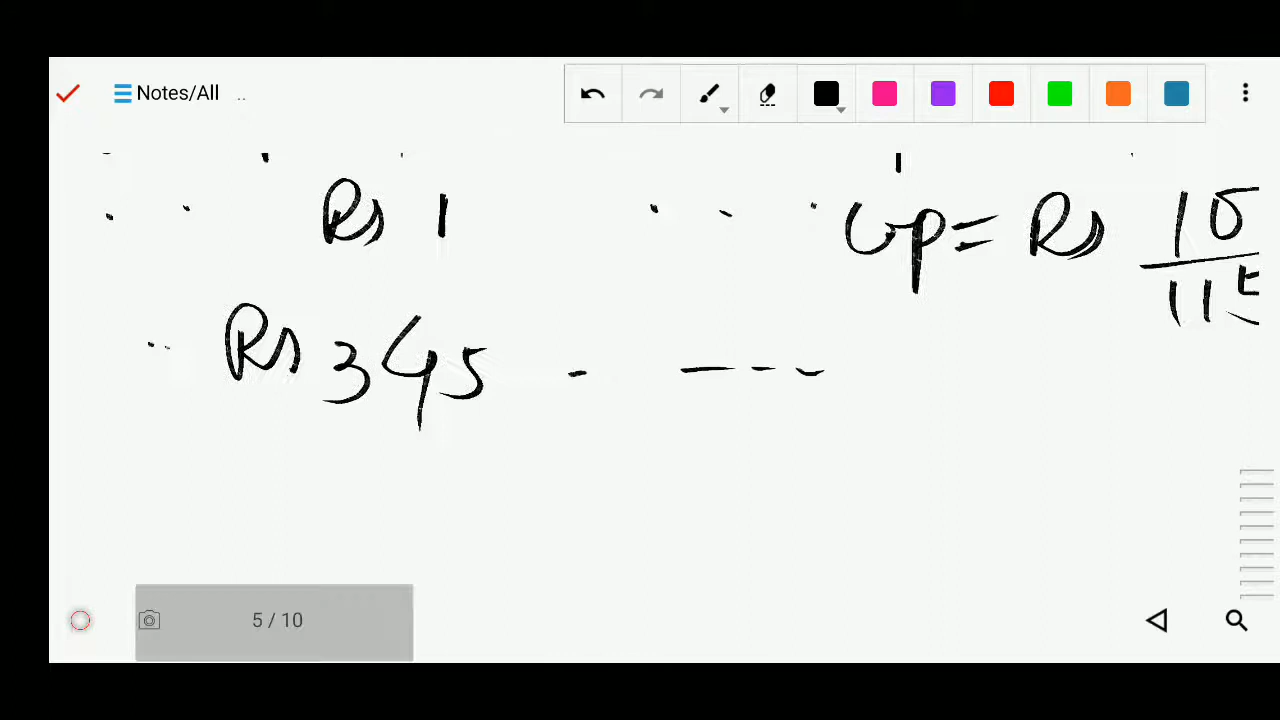 Notes/All ..
Rs 1 .. .. . Cp = Rs 10
115
.. Rs 345 - - - - -
5 / 10